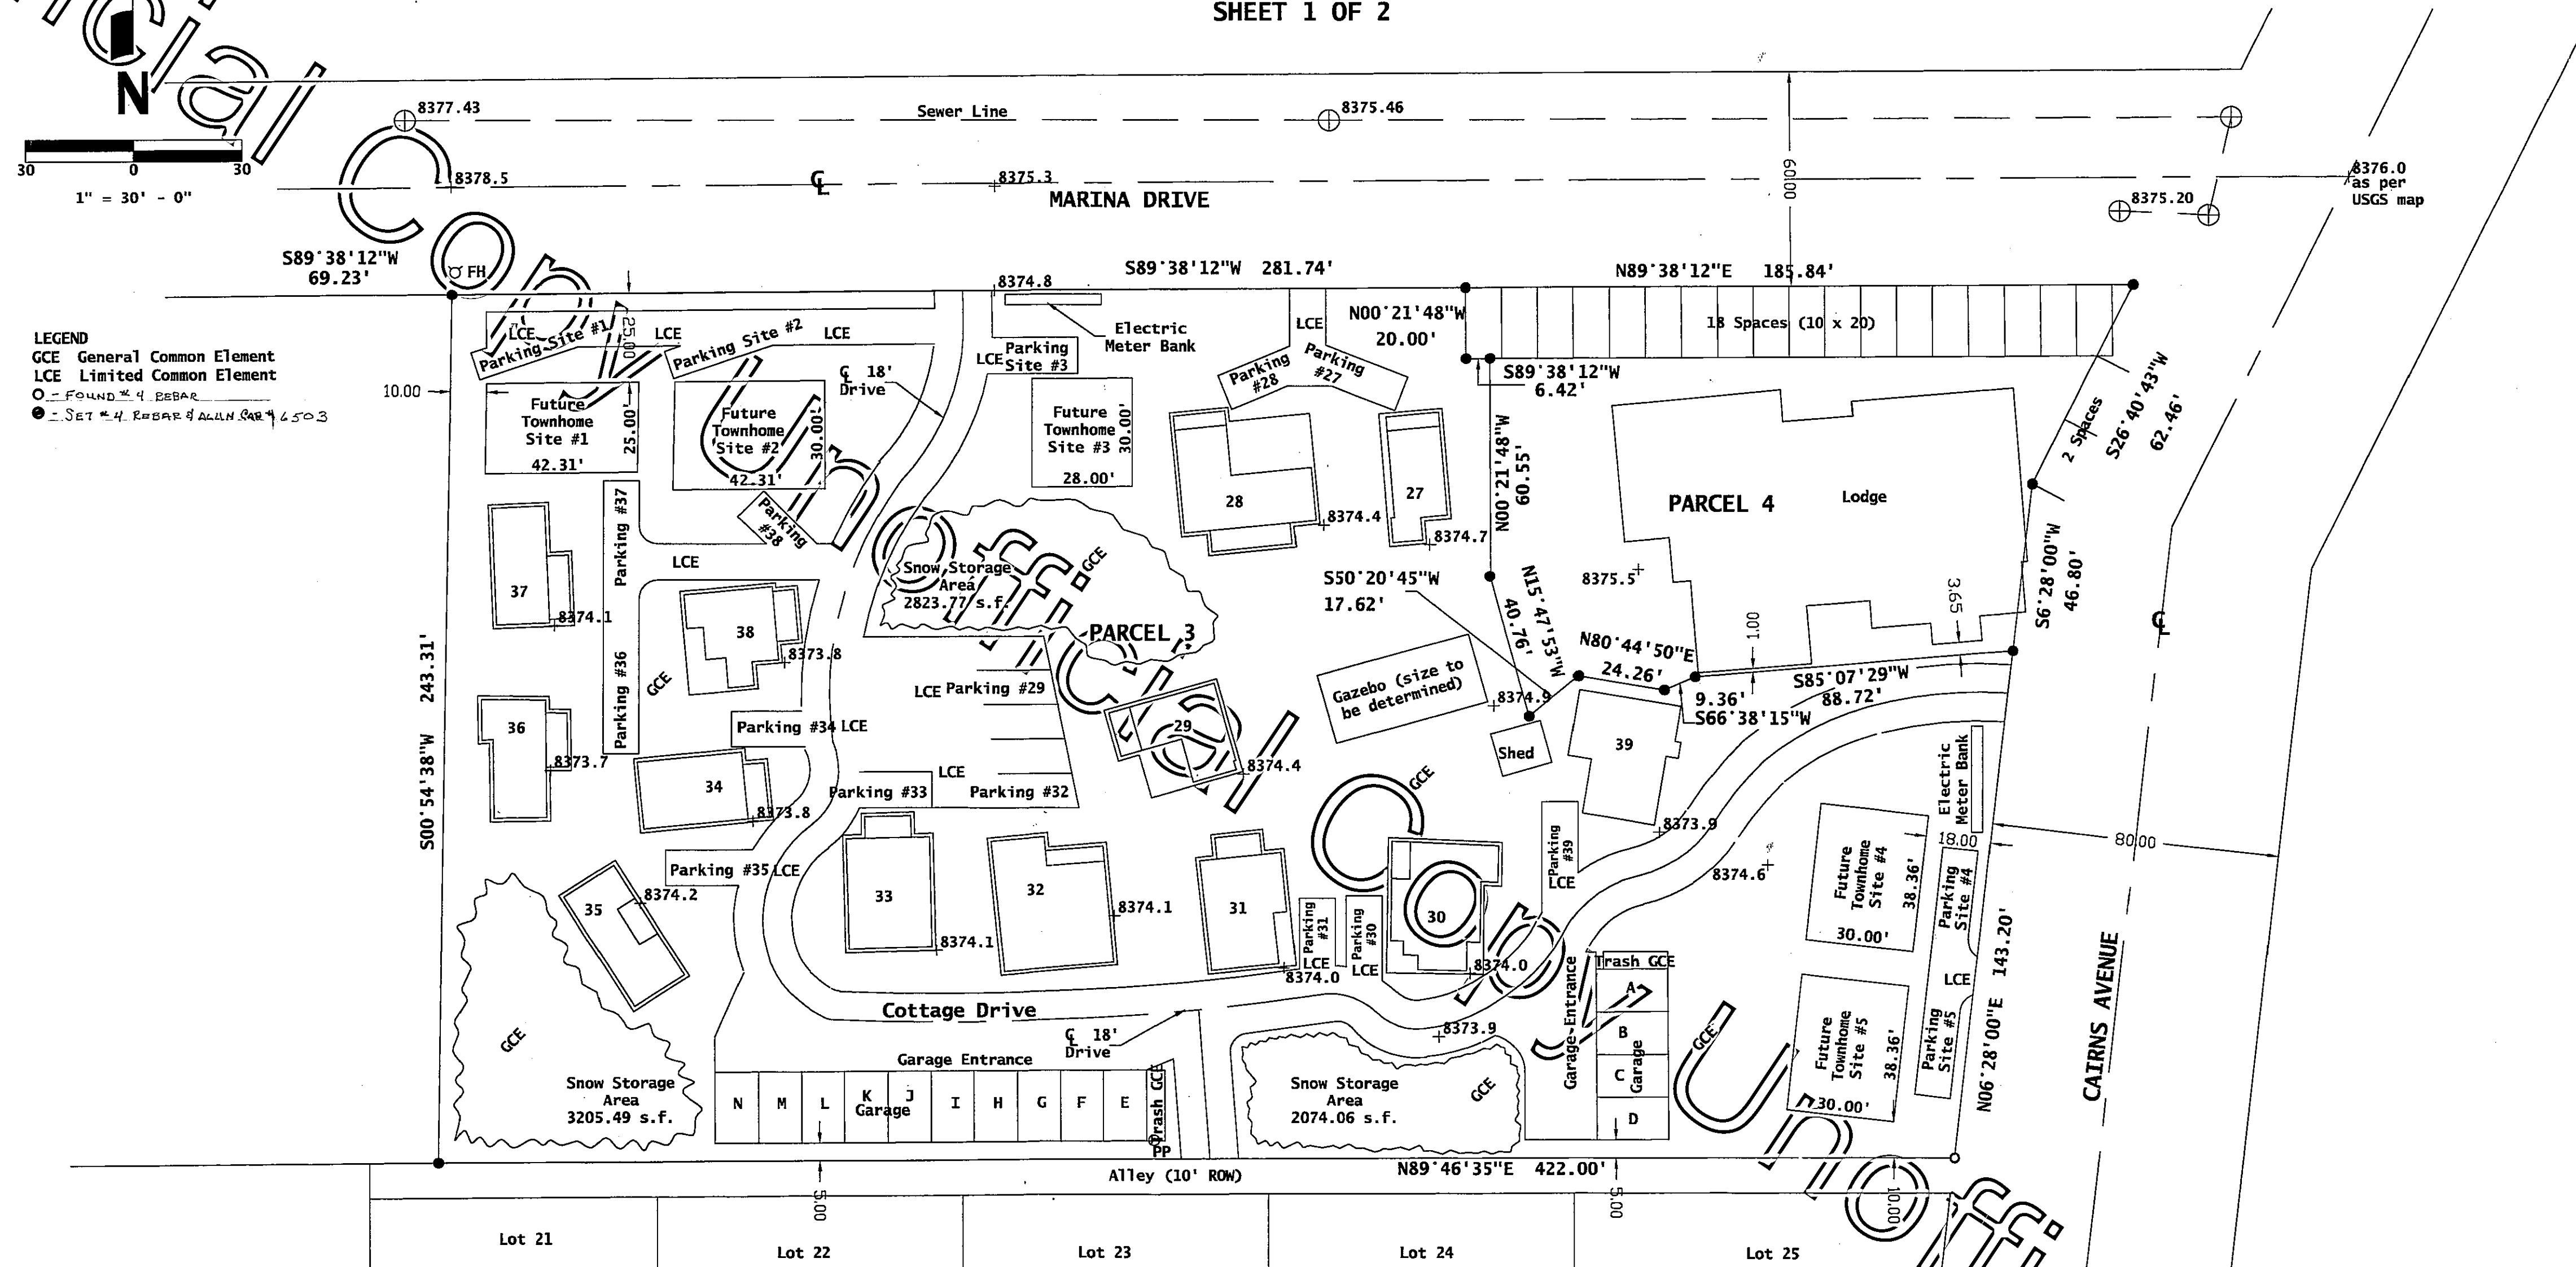 SHEET 1 OF 2
N
30 0 30
1" = 30' - 0"
8377.43
Sewer Line
8375.46
8378.5
8375.3
MARINA DRIVE
60.00
8375.20
8376.0
as per
USGS map
S89°38'12"W
69.23'
FH
8374.8
S89°38'12"W 281.74'
N89°38'12"E 185.84'
LEGEND
GCE General Common Element
LCE Limited Common Element
- FOUND #4 REBAR
- SET #4 REBAR & ALUM CAP # 6503
10.00
25.00
LCE
Parking Site #1
LCE
Parking Site #2
LCE
CL 18'
Drive
LCE
Parking
Site #3
Electric
Meter Bank
LCE
Parking
#28
Parking
#27
N00°21'48"W
20.00'
18 Spaces (10 x 20)
S89°38'12"W
6.42'
Future
Townhome
Site #1
25.00'
42.31'
Future
Townhome
Site #2
30.00'
42.31'
Future
Townhome
Site #3
30.00'
28.00'
28
8374.4
27
8374.7
N00°21'48"W
60.55'
PARCEL 4
Lodge
2 Spaces
S26°40'43"W
62.46'
37
8374.1
Parking #37
Parking #36
Parking
#38
LCE
38
8373.8
GCE
Snow Storage
Area
2823.77 s.f.
GCE
PARCEL 3
S50°20'45"W
17.62'
N15°47'53"W
40.76'
8375.5
N80°44'50"E
24.26'
1.00
3.65
S6°28'00"W
46.80'
CL
9.36'
S66°38'15"W
S85°07'29"W
88.72'
S00°54'38"W 243.31'
36
8373.7
Parking #34 LCE
34
8373.8
LCE Parking #29
29
8374.4
Gazebo (size to
be determined)
8374.9
Shed
39
8373.9
Electric
Meter Bank
LCE
Parking #33
Parking #32
GCE
18.00
80.00
Parking #35 LCE
35
8374.2
33
8374.1
32
8374.1
31
8374.0
Parking
#31
LCE
Parking
#30
LCE
30
8374.0
Parking
#39
LCE
8374.6
Future
Townhome
Site #4
38.36'
30.00'
Parking
Site #4
LCE
Parking
Site #5
Future
Townhome
Site #5
38.36'
30.00'
N06°28'00"E 143.20'
CAIRNS AVENUE
GCE
Cottage Drive
CL 18'
Drive
8373.9
Garage Entrance
Trash GCE
A
B
C
D
Garage
GCE
Snow Storage
Area
3205.49 s.f.
Garage Entrance
N M L K J I H G F E
Garage
Trash GCE
PP
Snow Storage
Area
2074.06 s.f.
GCE
Alley (10' ROW)
N89°46'35"E 422.00'
5.00
5.00
10.00
Lot 21
Lot 22
Lot 23
Lot 24
Lot 25
Unofficial Copy
Unofficial Copy